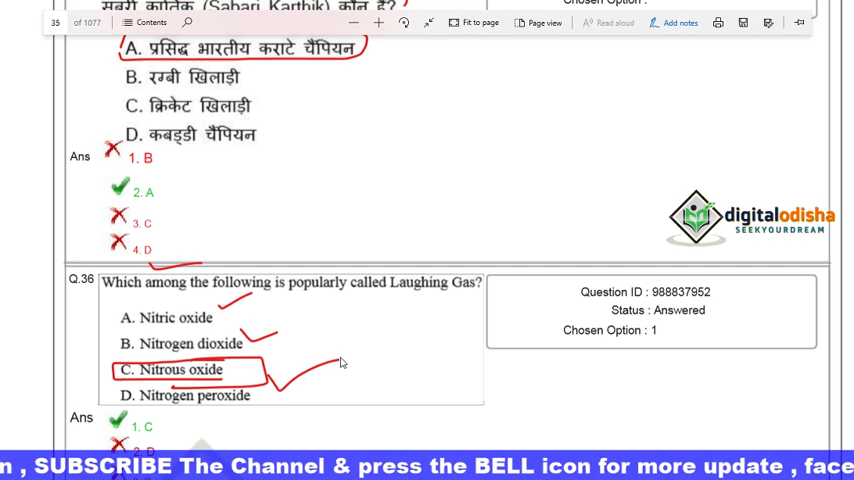 सबरी कार्तिक (Sabari Karthik) कौन है?
Chosen Option :
35 of 1077
Contents
Fit to page
Page view
Read aloud
Add notes
A. प्रसिद्ध भारतीय कराटे चैंपियन
B. रग्बी खिलाड़ी
C. क्रिकेट खिलाड़ी
D. कबड्डी चैंपियन
Ans
1. B
2. A
3. C
4. D
digitalodisha
SEEKYOURDREAM
Q.36
Which among the following is popularly called Laughing Gas?
A. Nitric oxide
B. Nitrogen dioxide
C. Nitrous oxide
D. Nitrogen peroxide
Question ID : 988837952
Status : Answered
Chosen Option : 1
Ans
1. C
2. D
n , SUBSCRIBE The Channel & press the BELL icon for more update , face